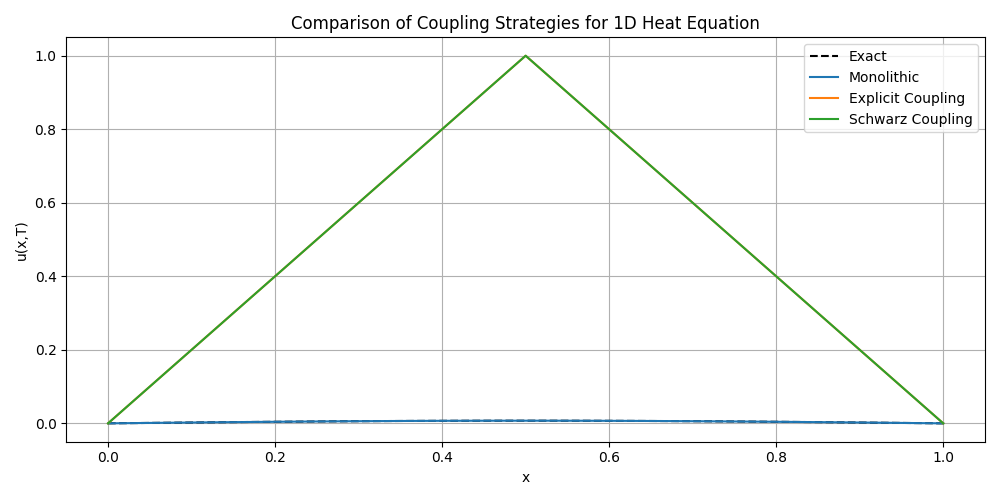 Comparison of Coupling Strategies for 1D Heat Equation
Exact
Monolithic
Explicit Coupling
Schwarz Coupling
u(x,T)
1.0
0.8
0.6
0.4
0.2
0.0
0.0 0.2 0.4 0.6 0.8 1.0
x